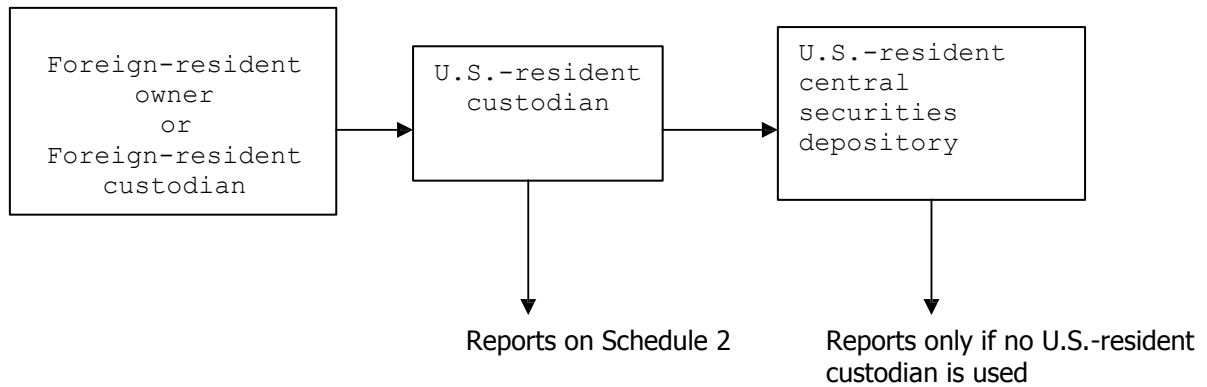 Foreign-resident
owner
or
Foreign-resident
custodian
U.S.-resident
custodian
U.S.-resident
central
securities
depository
Reports on Schedule 2
Reports only if no U.S.-resident
custodian is used